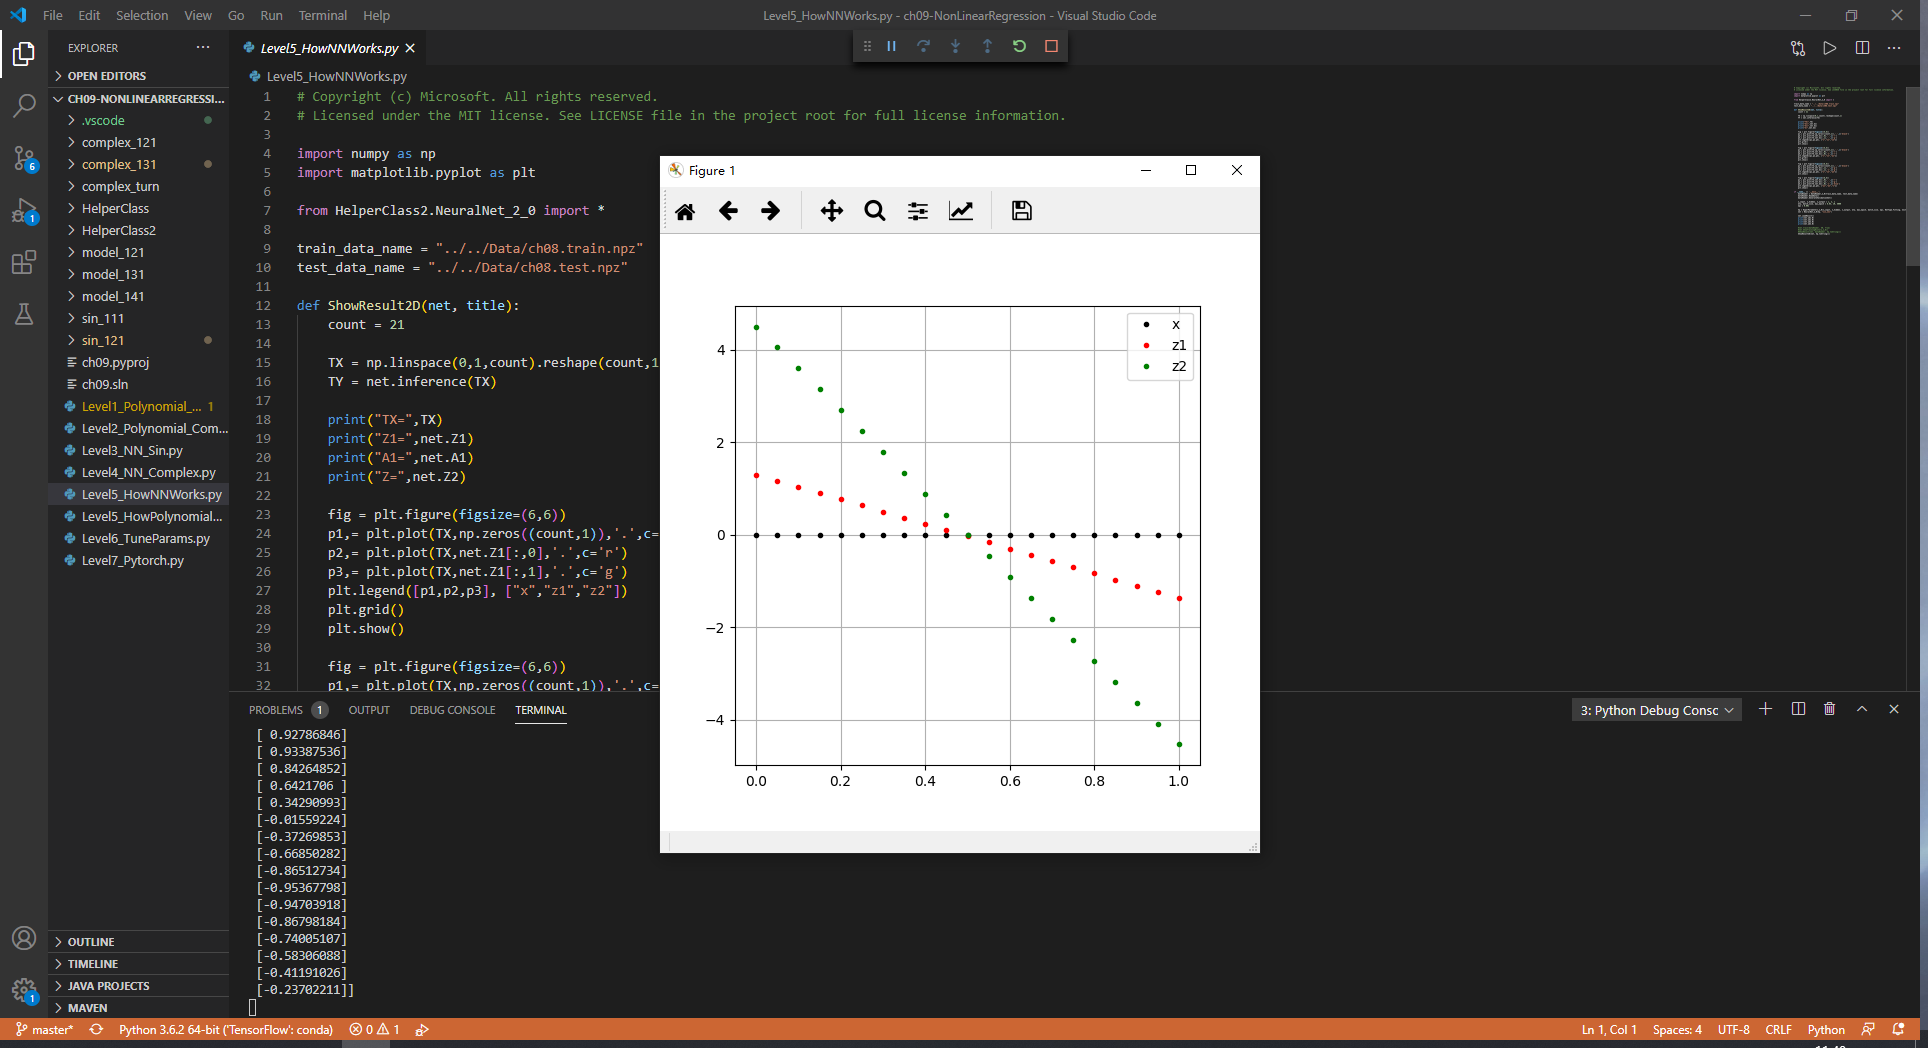 File Edit Selection View Go Run Terminal Help
Level5_HowNNWorks.py - ch09-NonLinearRegression - Visual Studio Code
EXPLORER
OPEN EDITORS
CH09-NONLINEARREGRESSI...
.vscode
complex_121
complex_131
complex_turn
HelperClass
HelperClass2
model_121
model_131
model_141
sin_111
sin_121
ch09.pyproj
ch09.sln
Level1_Polynomial_... 1
Level2_Polynomial_Com...
Level3_NN_Sin.py
Level4_NN_Complex.py
Level5_HowNNWorks.py
Level5_HowPolynomial...
Level6_TuneParams.py
Level7_Pytorch.py
OUTLINE
TIMELINE
JAVA PROJECTS
MAVEN
6
1
1
Level5_HowNNWorks.py
Level5_HowNNWorks.py
1 # Copyright (c) Microsoft. All rights reserved.
2 # Licensed under the MIT license. See LICENSE file in the project root for full license information.
3
4 import numpy as np
5 import matplotlib.pyplot as plt
6
7 from HelperClass2.NeuralNet_2_0 import *
8
9 train_data_name = "../../Data/ch08.train.npz"
10 test_data_name = "../../Data/ch08.test.npz"
11
12 def ShowResult2D(net, title):
13 count = 21
14
15 TX = np.linspace(0,1,count).reshape(count,1
16 TY = net.inference(TX)
17
18 print("TX=",TX)
19 print("Z1=",net.Z1)
20 print("A1=",net.A1)
21 print("Z=",net.Z2)
22
23 fig = plt.figure(figsize=(6,6))
24 p1,= plt.plot(TX,np.zeros((count,1)),'.',c=
25 p2,= plt.plot(TX,net.Z1[:,0],'.',c='r')
26 p3,= plt.plot(TX,net.Z1[:,1],'.',c='g')
27 plt.legend([p1,p2,p3], ["x","z1","z2"])
28 plt.grid()
29 plt.show()
30
31 fig = plt.figure(figsize=(6,6))
32 p1,= plt.plot(TX,np.zeros((count,1)),'.',c=
Figure 1
x
z1
z2
4
2
0
−2
−4
0.0 0.2 0.4 0.6 0.8 1.0
PROBLEMS 1 OUTPUT DEBUG CONSOLE TERMINAL
3: Python Debug Consc
[ 0.92786846]
[ 0.93387536]
[ 0.84264852]
[ 0.6421706 ]
[ 0.34290993]
[-0.01559224]
[-0.37269853]
[-0.66850282]
[-0.86512734]
[-0.95367798]
[-0.94703918]
[-0.86798184]
[-0.74005107]
[-0.58306088]
[-0.41191026]
[-0.23702211]]
master* Python 3.6.2 64-bit ('TensorFlow': conda) 0 1
Ln 1, Col 1 Spaces: 4 UTF-8 CRLF Python